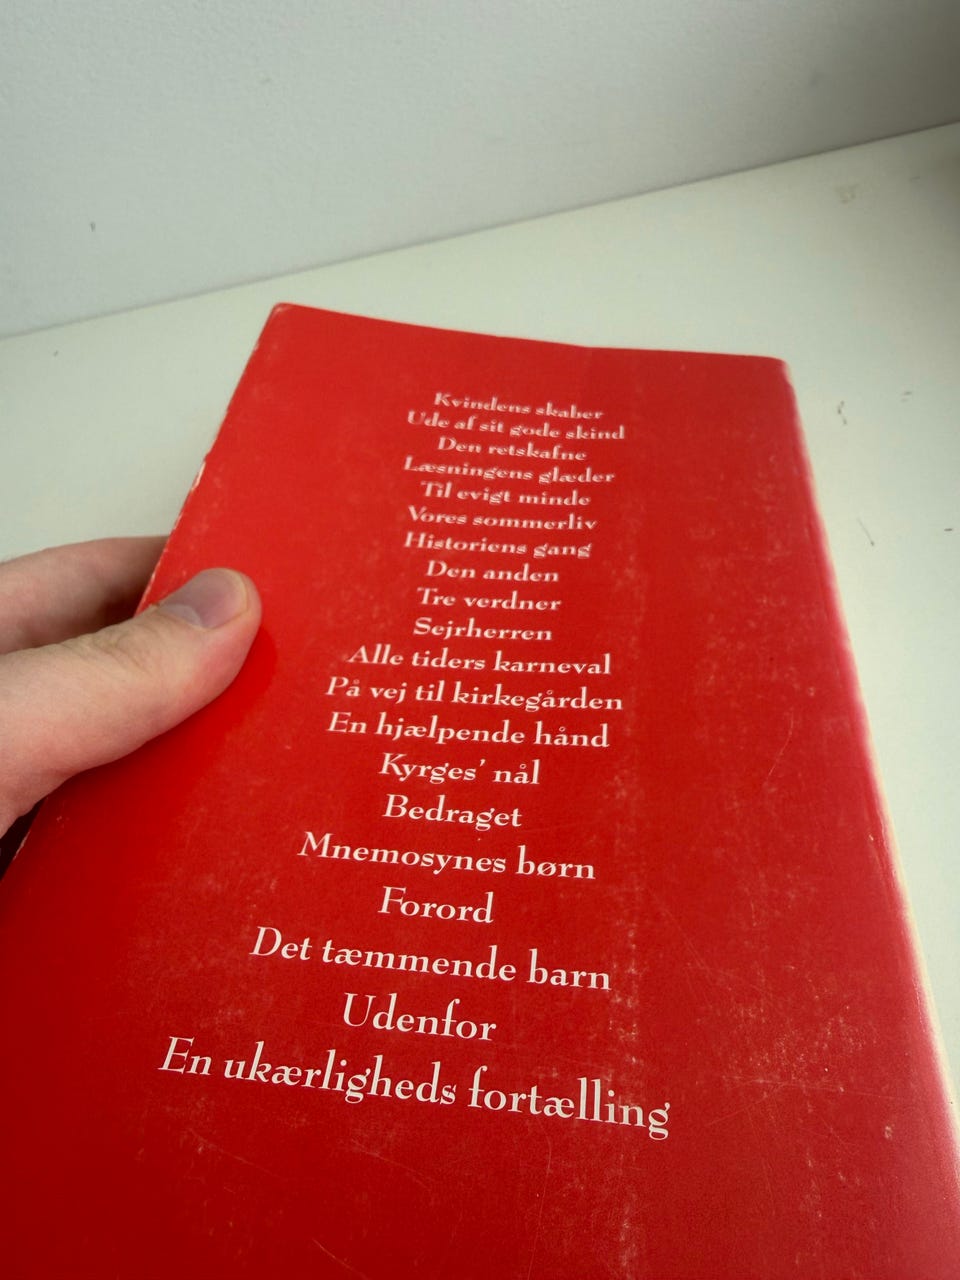 Kvindens skaber
Ude af sit gode skind
Den retskafne
Læsningens glæder
Til evigt minde
Vores sommerliv
Historiens gang
Den anden
Tre verdner
Sejrherren
Alle tiders karneval
På vej til kirkegården
En hjælpende hånd
Kyrges' nål
Bedraget
Mnemosynes børn
Forord
Det tæmmende barn
Udenfor
En ukærligheds fortælling